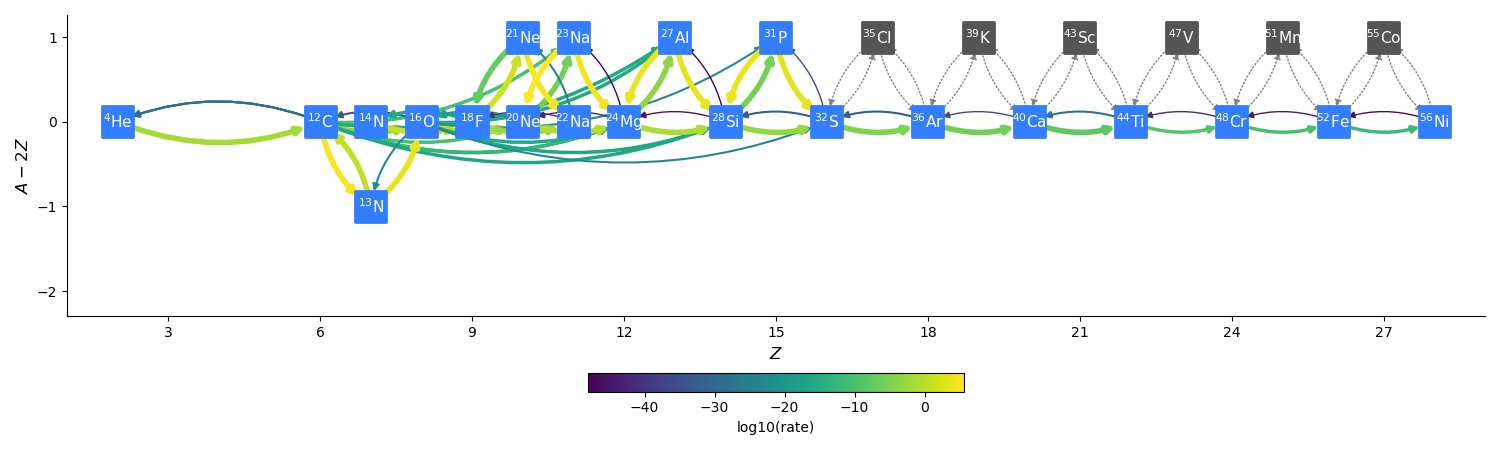 1
²¹Ne ²³Na ²⁷Al ³¹P ³⁵Cl ³⁹K ⁴³Sc ⁴⁷V ⁵¹Mn ⁵⁵Co
0
⁴He ¹²C ¹⁴N ¹⁶O ¹⁸F ²⁰Ne ²²Na ²⁴Mg ²⁸Si ³²S ³⁶Ar ⁴⁰Ca ⁴⁴Ti ⁴⁸Cr ⁵²Fe ⁵⁶Ni
A − 2Z
−1
¹³N
−2
3 6 9 12 15 18 21 24 27
Z
−40 −30 −20 −10 0
log10(rate)